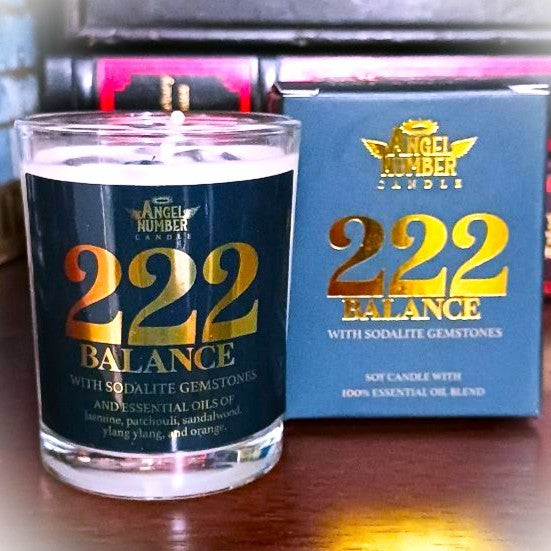 ANGEL
NUMBER
CANDLE
222
BALANCE
WITH SODALITE GEMSTONES
AND ESSENTIAL OILS OF
Jasmine, patchouli, sandalwood,
ylang ylang, and orange.
ANGEL
NUMBER
CANDLE
222
BALANCE
WITH SODALITE GEMSTONES
SOY CANDLE WITH
100% ESSENTIAL OIL BLEND